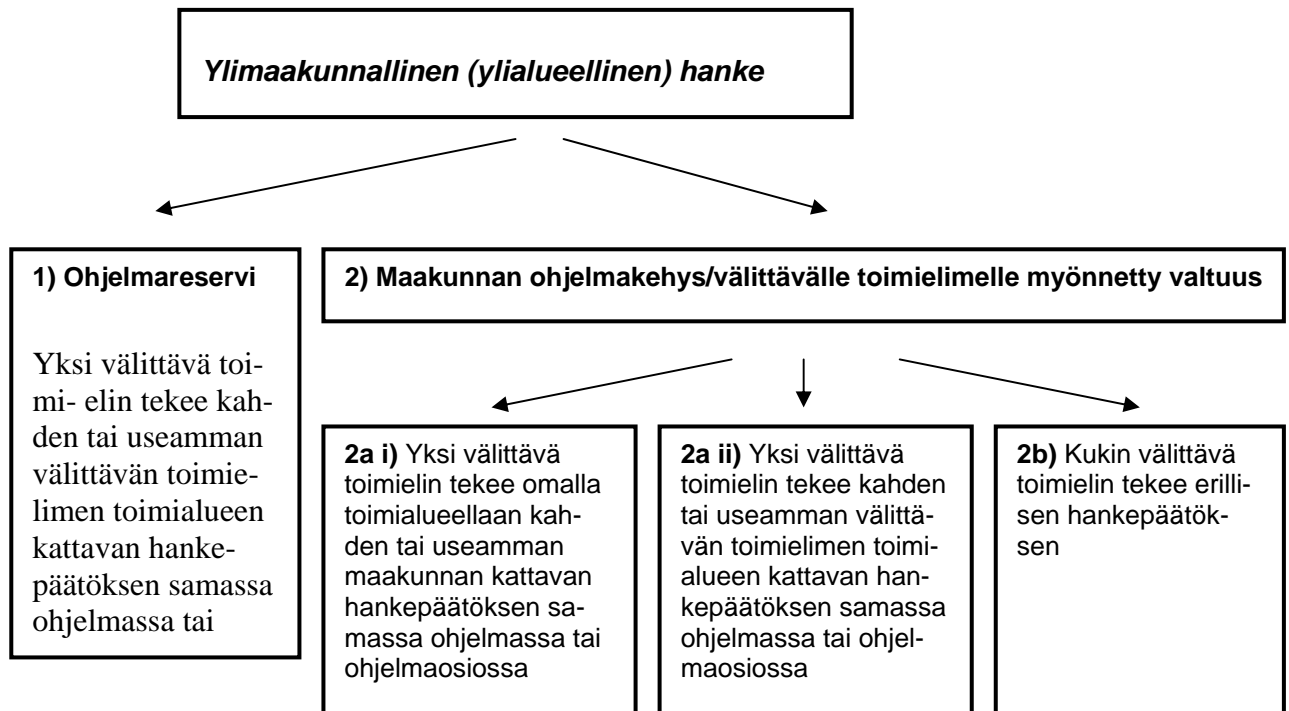 Ylimaakunnallinen (ylialueellinen) hanke
1) Ohjelmareservi
Yksi välittävä toi-
mi- elin tekee kah-
den tai useamman
välittävän toimie-
limen toimialueen
kattavan hanke-
päätöksen samassa
ohjelmassa tai
2) Maakunnan ohjelmakehys/välittävälle toimielimelle myönnetty valtuus
2a i) Yksi välittävä
toimielin tekee omalla
toimialueellaan kah-
den tai useamman
maakunnan kattavan
hankepäätöksen sa-
massa ohjelmassa tai
ohjelmaosiossa
2a ii) Yksi välittävä
toimielin tekee kahden
tai useamman välittä-
vän toimielimen toimi-
alueen kattavan han-
kepäätöksen samassa
ohjelmassa tai ohjel-
maosiossa
2b) Kukin välittävä
toimielin tekee erilli-
sen hankepäätök-
sen